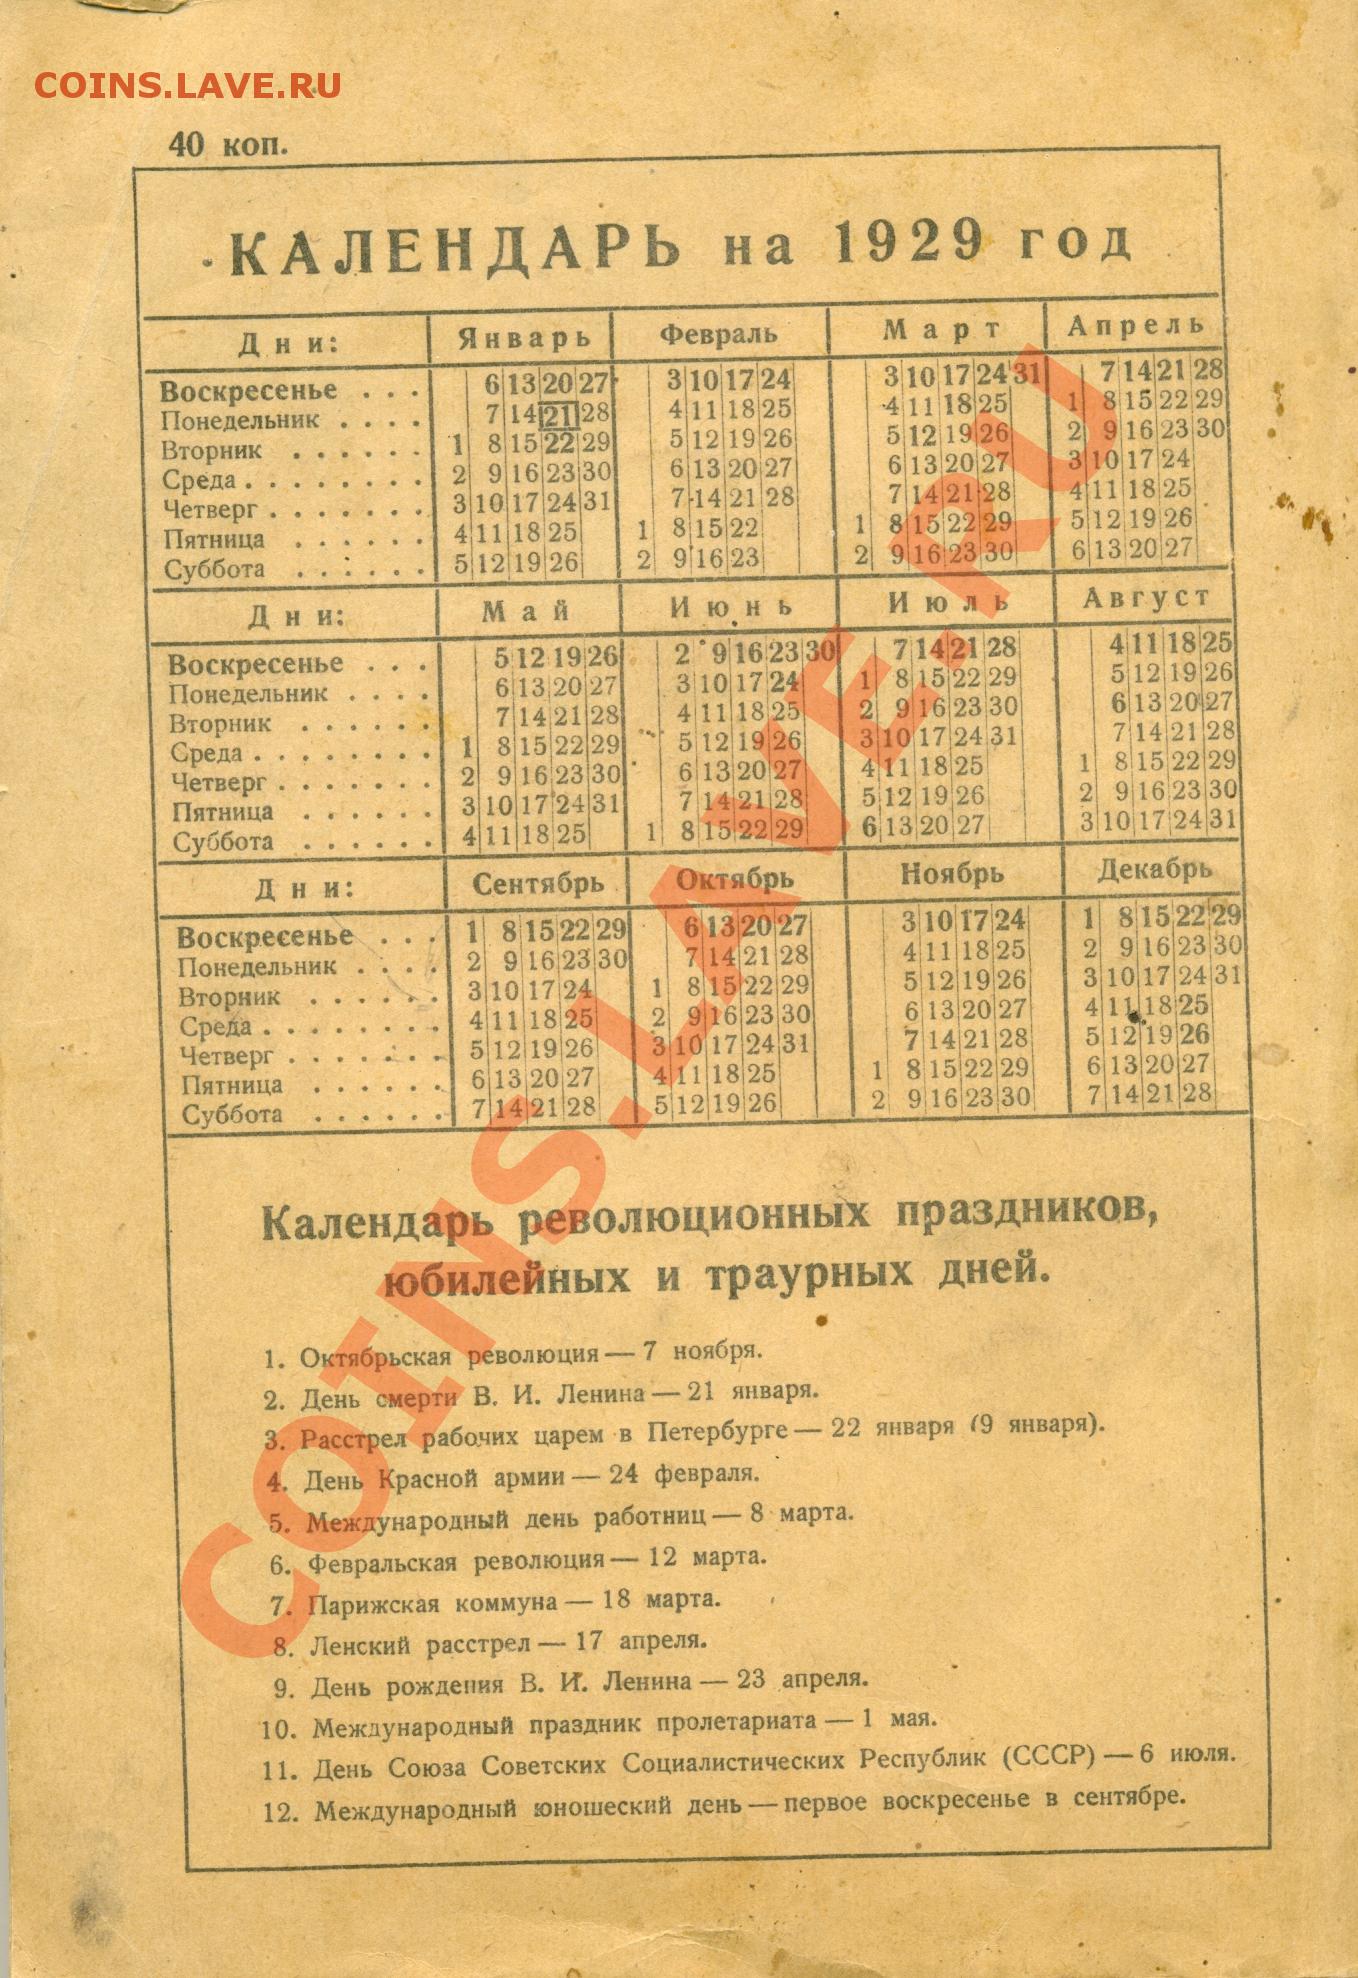 COINS.LAVE.RU
40 коп.
КАЛЕНДАРЬ на 1929 год
Дни: Январь Февраль Март Апрель
Воскресенье . . . 6 13 20 27 3 10 17 24 3 10 17 24 31 7 14 21 28
Понедельник . . . . 7 14 21 28 4 11 18 25 4 11 18 25 1 8 15 22 29
Вторник . . . . . . 1 8 15 22 29 5 12 19 26 5 12 19 26 2 9 16 23 30
Среда . . . . . . . . 2 9 16 23 30 6 13 20 27 6 13 20 27 3 10 17 24
Четверг . . . . . . . 3 10 17 24 31 7 14 21 28 7 14 21 28 4 11 18 25
Пятница . . . . . . 4 11 18 25 1 8 15 22 1 8 15 22 29 5 12 19 26
Суббота . . . . . . 5 12 19 26 2 9 16 23 2 9 16 23 30 6 13 20 27
Дни: Май Июнь Июль Август
Воскресенье . . . 5 12 19 26 2 9 16 23 30 7 14 21 28 4 11 18 25
Понедельник . . . . 6 13 20 27 3 10 17 24 1 8 15 22 29 5 12 19 26
Вторник . . . . . . 7 14 21 28 4 11 18 25 2 9 16 23 30 6 13 20 27
Среда . . . . . . . . 1 8 15 22 29 5 12 19 26 3 10 17 24 31 7 14 21 28
Четверг . . . . . . . 2 9 16 23 30 6 13 20 27 4 11 18 25 1 8 15 22 29
Пятница . . . . . . 3 10 17 24 31 7 14 21 28 5 12 19 26 2 9 16 23 30
Суббота . . . . . . 4 11 18 25 1 8 15 22 29 6 13 20 27 3 10 17 24 31
Дни: Сентябрь Октябрь Ноябрь Декабрь
Воскресенье . . . 1 8 15 22 29 6 13 20 27 3 10 17 24 1 8 15 22 29
Понедельник . . . . 2 9 16 23 30 7 14 21 28 4 11 18 25 2 9 16 23 30
Вторник . . . . . . 3 10 17 24 1 8 15 22 29 5 12 19 26 3 10 17 24 31
Среда . . . . . . . . 4 11 18 25 2 9 16 23 30 6 13 20 27 4 11 18 25
Четверг . . . . . . . 5 12 19 26 3 10 17 24 31 7 14 21 28 5 12 19 26
Пятница . . . . . . 6 13 20 27 4 11 18 25 1 8 15 22 29 6 13 20 27
Суббота . . . . . . 7 14 21 28 5 12 19 26 2 9 16 23 30 7 14 21 28
Календарь революционных праздников,
юбилейных и траурных дней.
1. Октябрьская революция — 7 ноября.
2. День смерти В. И. Ленина — 21 января.
3. Расстрел рабочих царем в Петербурге — 22 января (9 января).
4. День Красной армии — 24 февраля.
5. Международный день работниц — 8 марта.
6. Февральская революция — 12 марта.
7. Парижская коммуна — 18 марта.
8. Ленский расстрел — 17 апреля.
9. День рождения В. И. Ленина — 23 апреля.
10. Международный праздник пролетариата — 1 мая.
11. День Союза Советских Социалистических Республик (СССР) — 6 июля.
12. Международный юношеский день — первое воскресенье в сентябре.
COINS.LAVE.RU